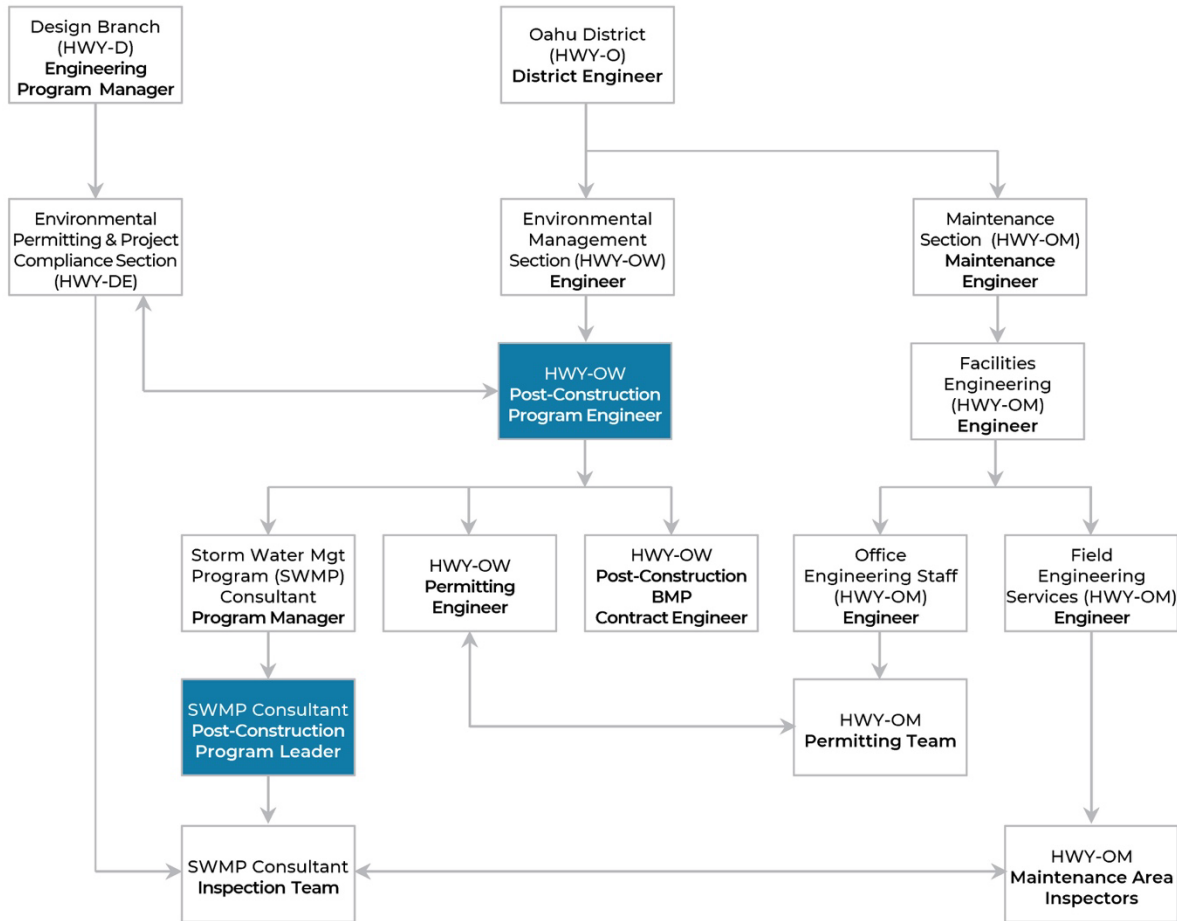 Design Branch
(HWY-D)
Engineering
Program Manager
Oahu District
(HWY-O)
District Engineer
Environmental
Permitting & Project
Compliance Section
(HWY-DE)
Environmental
Management
Section (HWY-OW)
Engineer
Maintenance
Section (HWY-OM)
Maintenance
Engineer
HWY-OW
Post-Construction
Program Engineer
Facilities
Engineering
(HWY-OM)
Engineer
Storm Water Mgt
Program (SWMP)
Consultant
Program Manager
HWY-OW
Permitting
Engineer
HWY-OW
Post-Construction
BMP
Contract Engineer
Office
Engineering Staff
(HWY-OM)
Engineer
Field
Engineering
Services (HWY-OM)
Engineer
SWMP Consultant
Post-Construction
Program Leader
HWY-OM
Permitting Team
SWMP Consultant
Inspection Team
HWY-OM
Maintenance Area
Inspectors